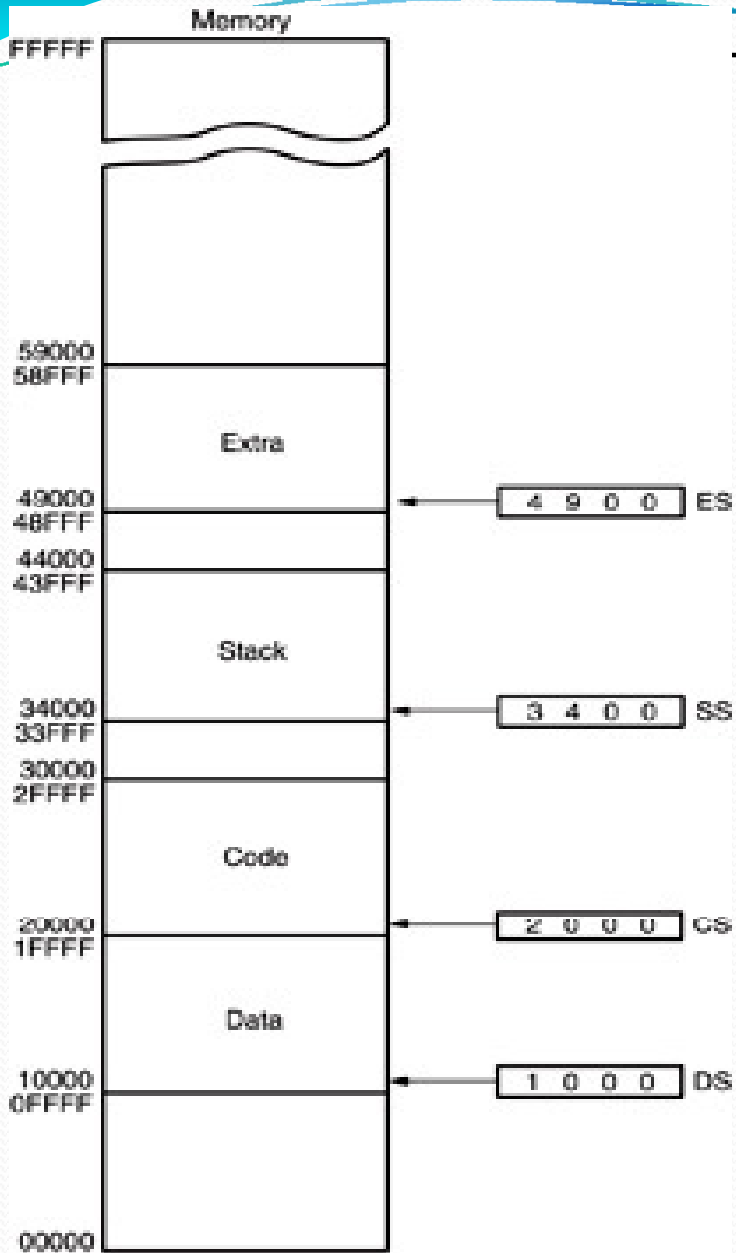 Memory
FFFFF
59000
58FFF
Extra
49000
48FFF
4 9 0 0 ES
44000
43FFF
Stack
34000
33FFF
3 4 0 0 SS
30000
2FFFF
Code
20000
1FFFF
2 0 0 0 CS
Data
10000
0FFFF
1 0 0 0 DS
00000